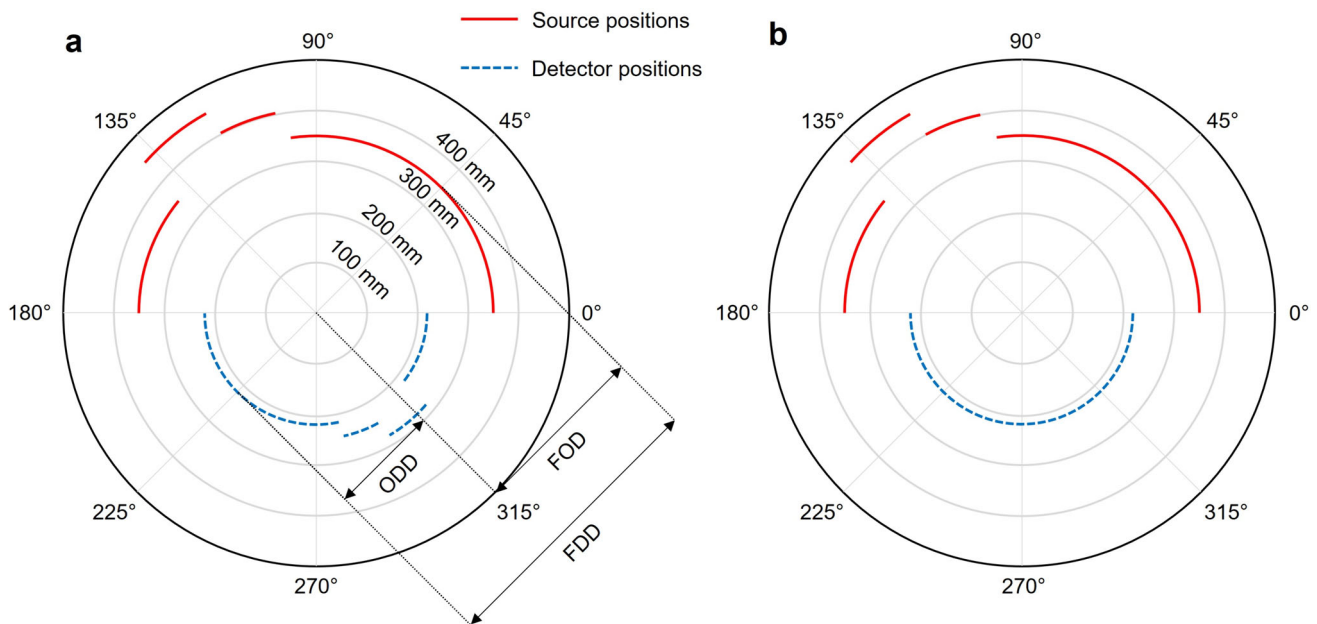 a
Source positions
Detector positions
b
90°
135°
45°
400 mm
300 mm
200 mm
100 mm
180°
0°
ODD
FOD
FDD
225°
315°
270°
90°
135°
45°
180°
0°
225°
315°
270°